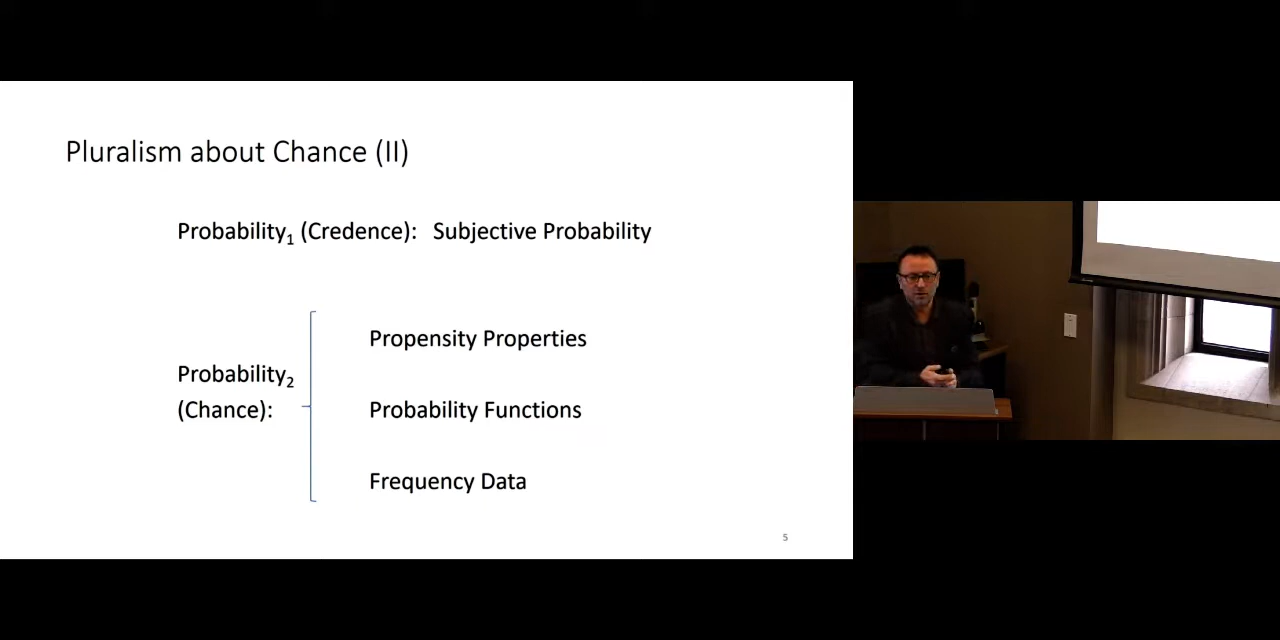 Pluralism about Chance (II)
Probability₁ (Credence): Subjective Probability
Propensity Properties
Probability₂
(Chance):
Probability Functions
Frequency Data
5